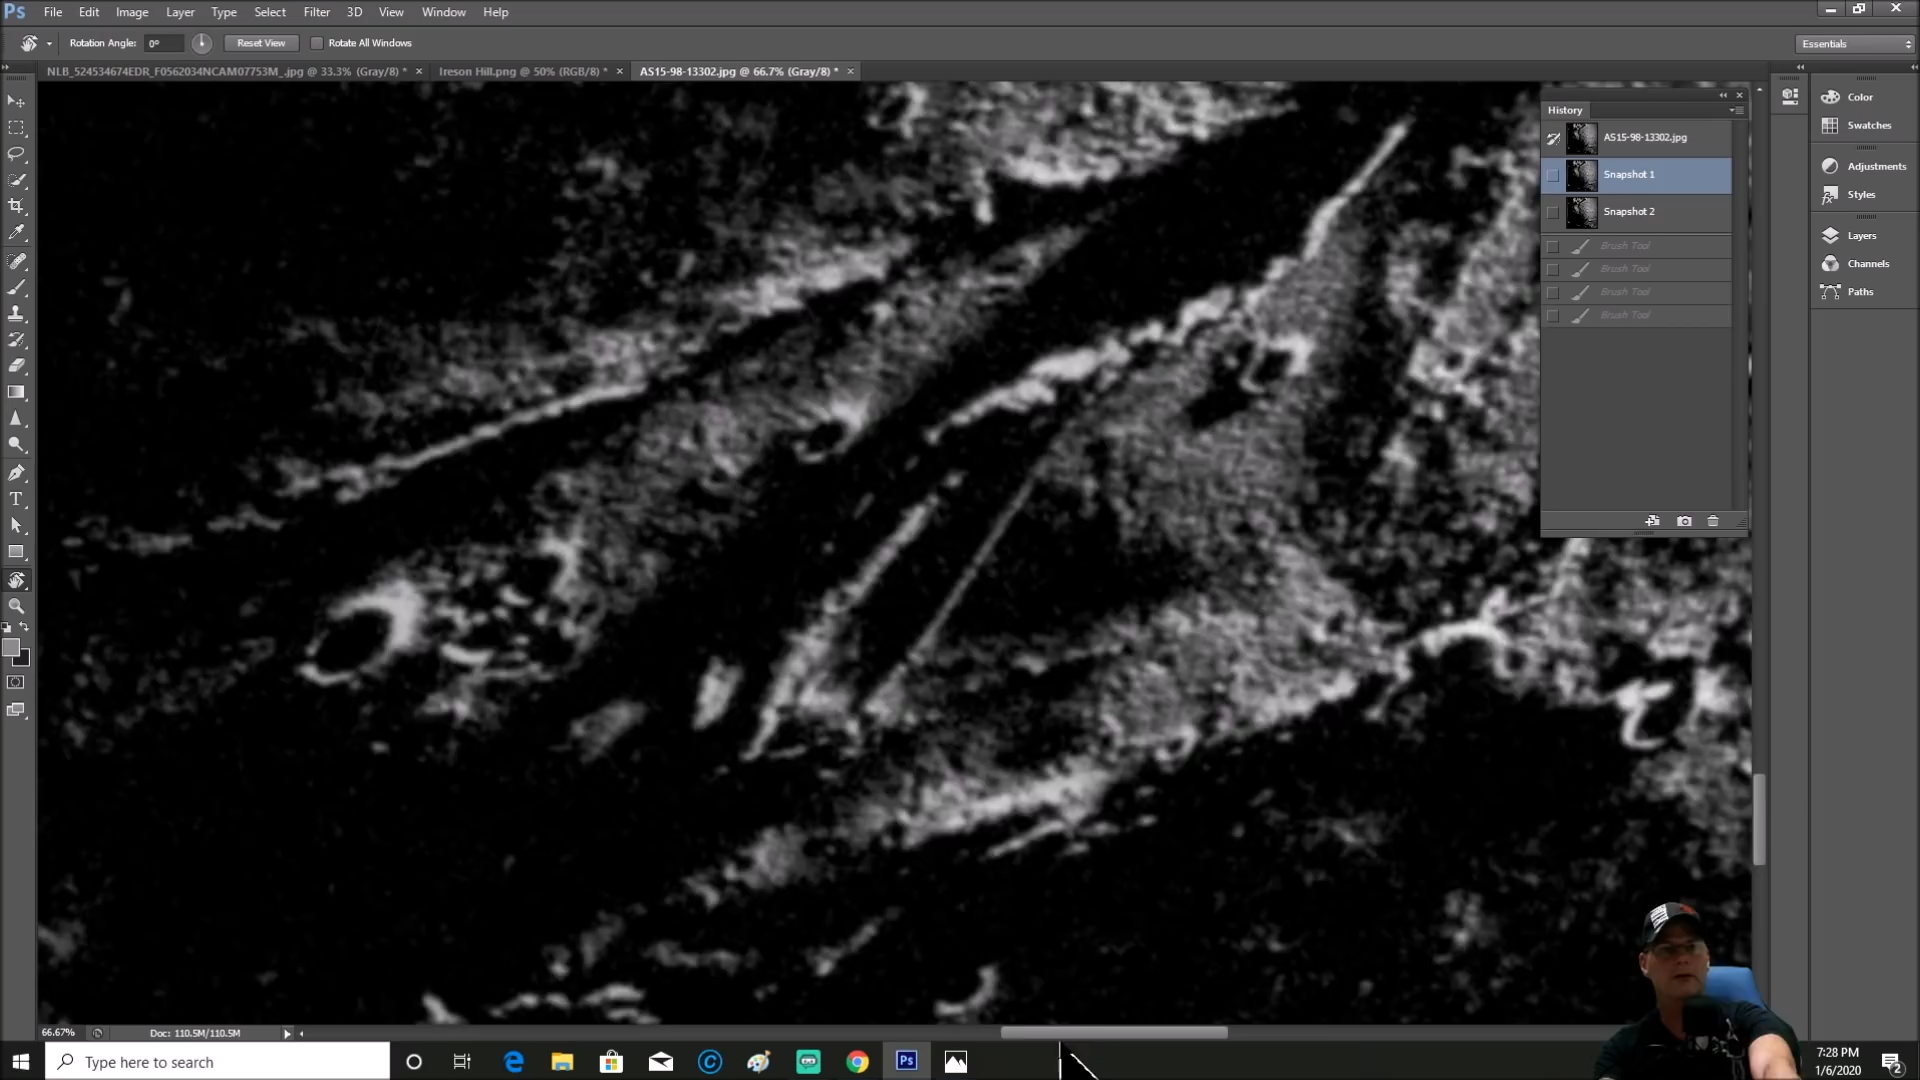 Ps File Edit Image Layer Type Select Filter 3D View Window Help
Rotation Angle: 0° Reset View Rotate All Windows Essentials
NLB_524534674EDR_F0562034NCAM07753M_.jpg @ 33.3% (Gray/8) * × Ireson Hill.png @ 50% (RGB/8) * × AS15-98-13302.jpg @ 66.7% (Gray/8) * ×
History
AS15-98-13302.jpg
Snapshot 1
Snapshot 2
Brush Tool
Brush Tool
Brush Tool
Brush Tool
Color
Swatches
Adjustments
Styles
Layers
Channels
Paths
66.67% Doc: 110.5M/110.5M
Type here to search
Ps
7:28 PM
1/6/2020
2